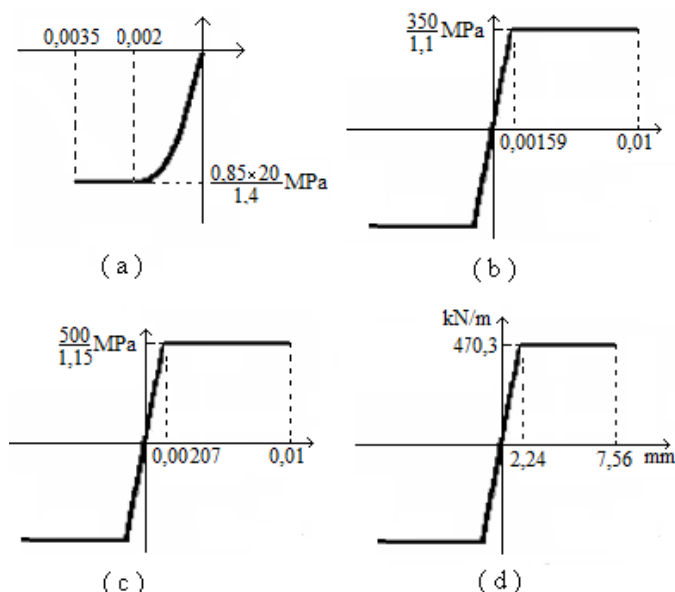 0,0035 0,002
0,85×20
1,4
MPa
( a )
350
1,1
MPa
0,00159 0,01
( b )
500
1,15
MPa
0,00207 0,01
( c )
kN/m
470,3
2,24 7,56 mm
( d )